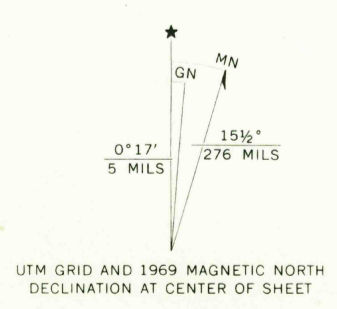 ★
MN
GN
0°17'
5 MILS
15½°
276 MILS
UTM GRID AND 1969 MAGNETIC NORTH
DECLINATION AT CENTER OF SHEET